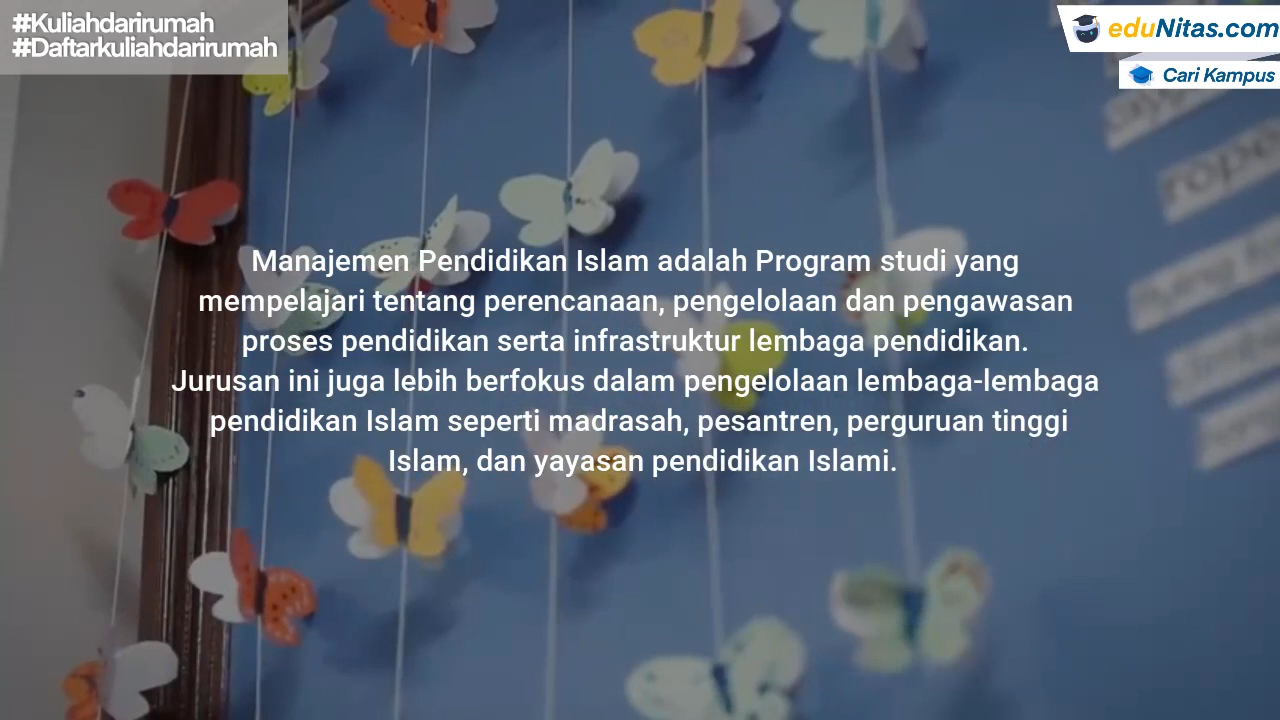 #Kuliahdarirumah
#Daftarkuliahdarirumah
eduNitas.com
Cari Kampus
Manajemen Pendidikan Islam adalah Program studi yang
mempelajari tentang perencanaan, pengelolaan dan pengawasan
proses pendidikan serta infrastruktur lembaga pendidikan.
Jurusan ini juga lebih berfokus dalam pengelolaan lembaga-lembaga
pendidikan Islam seperti madrasah, pesantren, perguruan tinggi
Islam, dan yayasan pendidikan Islami.